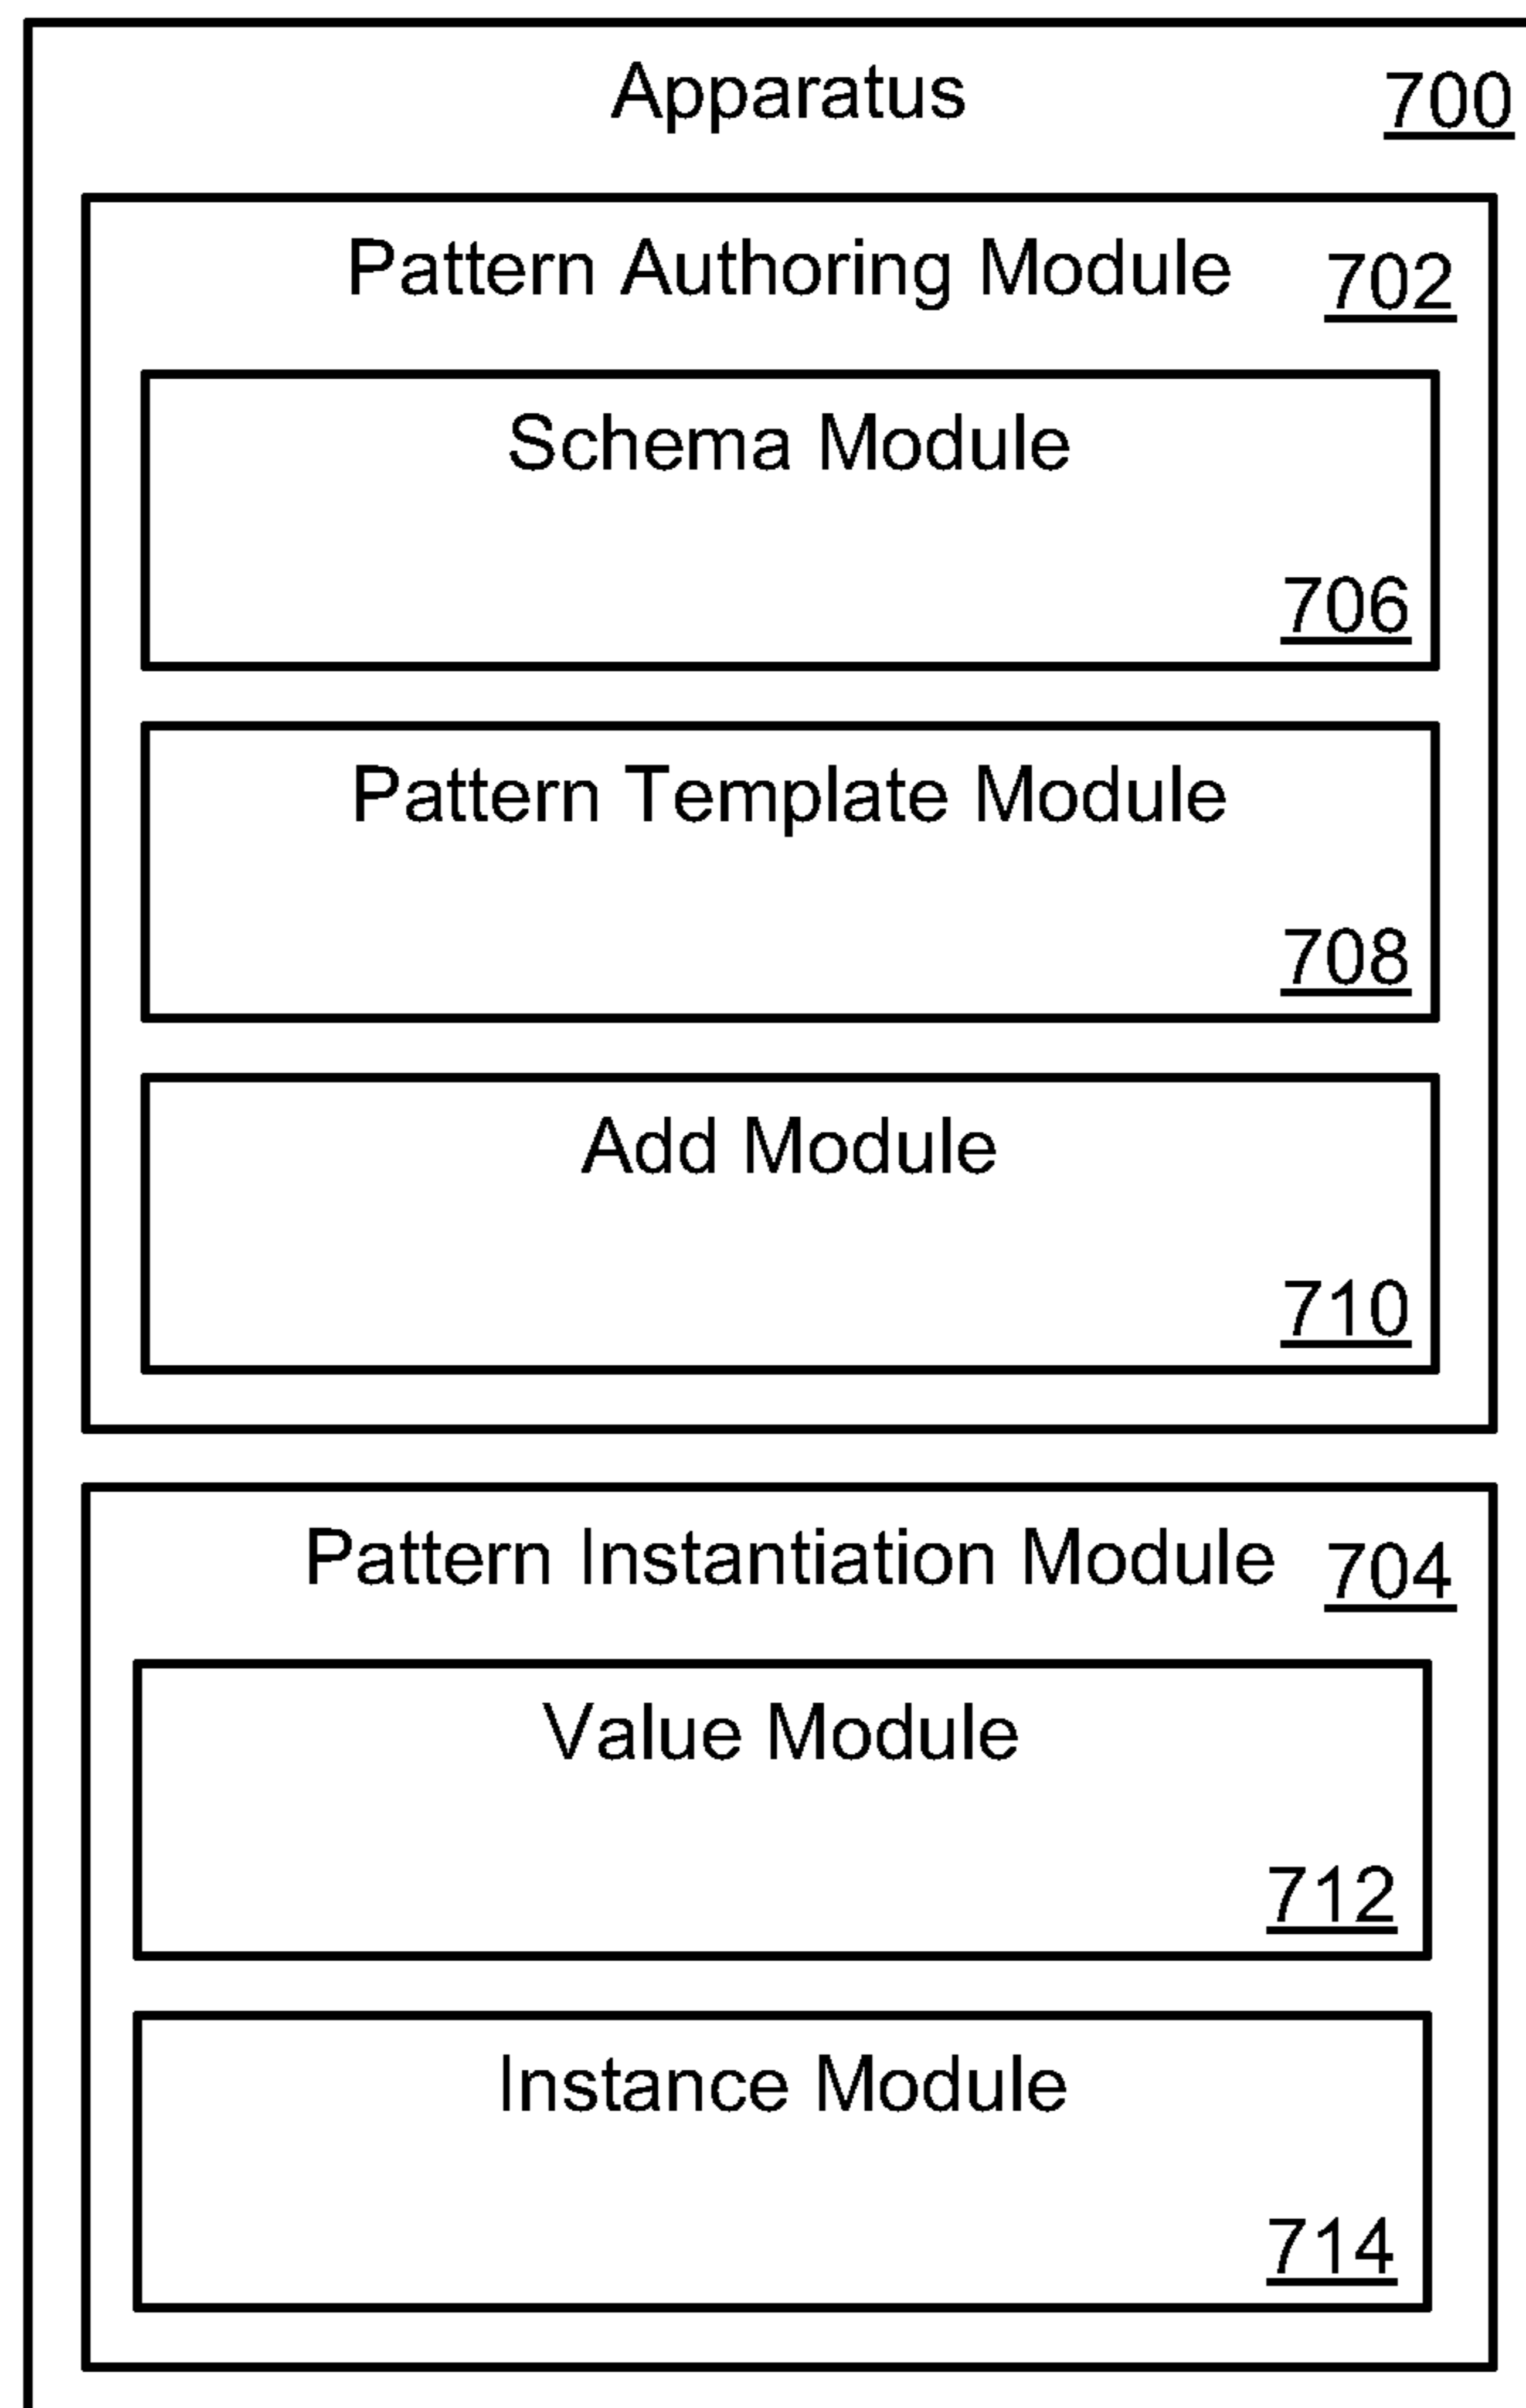 Apparatus 700
Pattern Authoring Module 702
Schema Module
706
Pattern Template Module
708
Add Module
710
Pattern Instantiation Module 704
Value Module
712
Instance Module
714